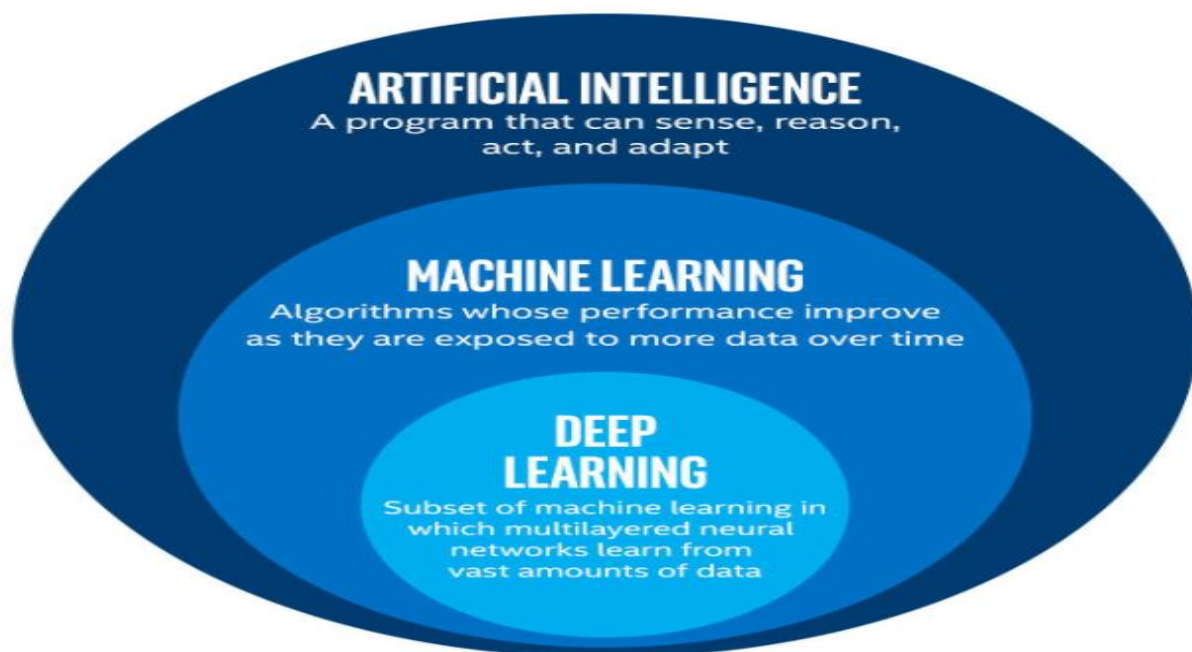 ARTIFICIAL INTELLIGENCE
A program that can sense, reason,
act, and adapt
MACHINE LEARNING
Algorithms whose performance improve
as they are exposed to more data over time
DEEP
LEARNING
Subset of machine learning in
which multilayered neural
networks learn from
vast amounts of data